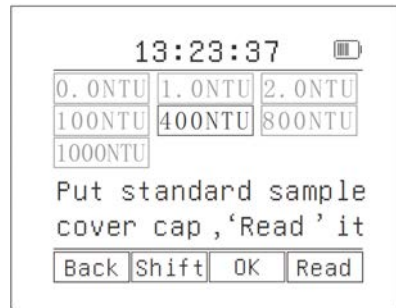 13:23:37
0.0NTU 1.0NTU 2.0NTU
100NTU 400NTU 800NTU
1000NTU
Put standard sample
cover cap ,‘Read ’ it
Back Shift OK Read